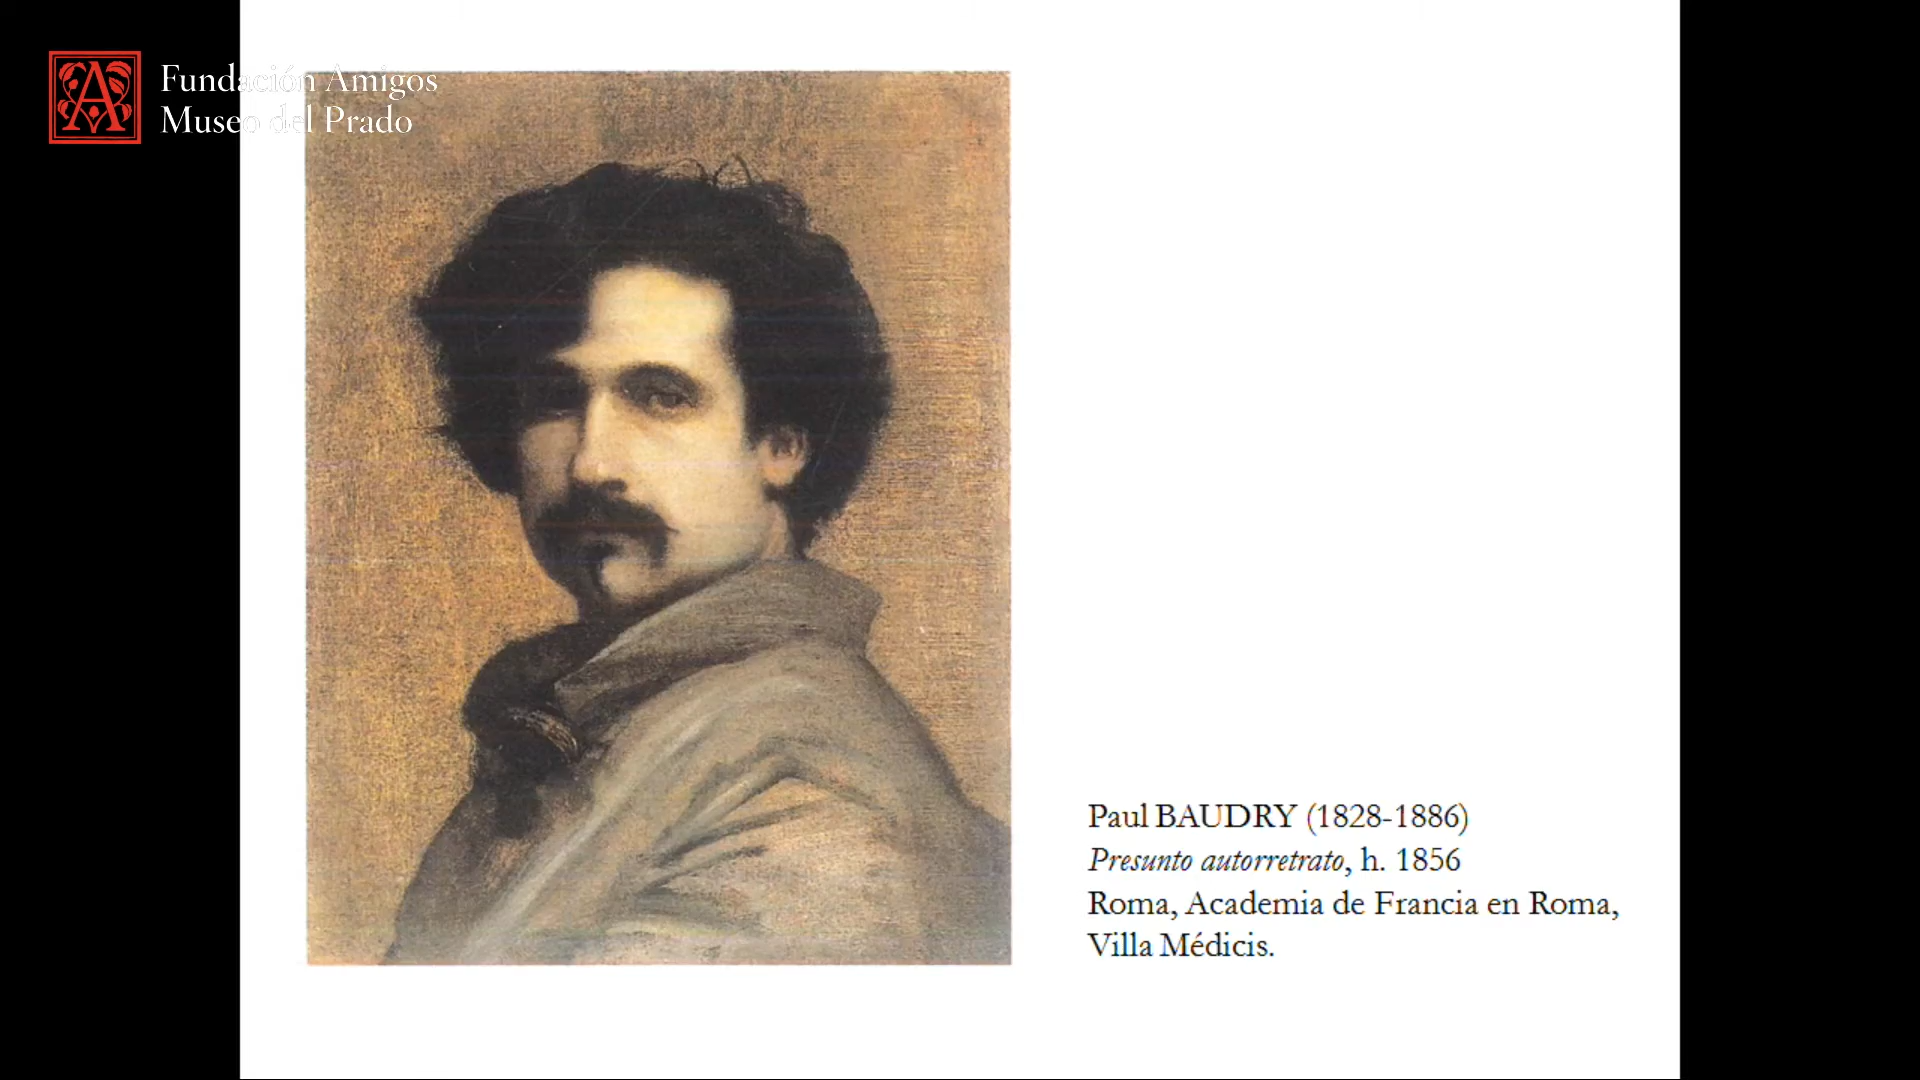 Fundación Amigos
Museo del Prado
Paul BAUDRY (1828-1886)
Presunto autorretrato, h. 1856
Roma, Academia de Francia en Roma,
Villa Médicis.